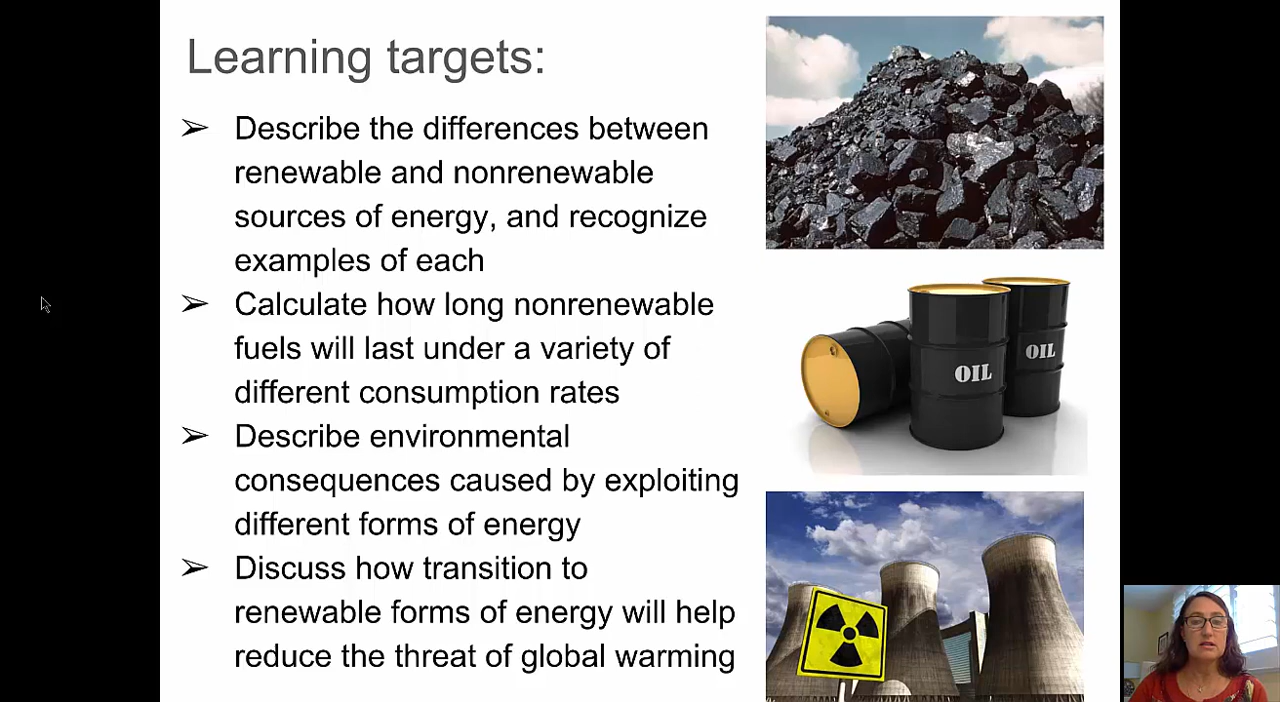 Learning targets:
➢ Describe the differences between
renewable and nonrenewable
sources of energy, and recognize
examples of each
➢ Calculate how long nonrenewable
fuels will last under a variety of
different consumption rates
➢ Describe environmental
consequences caused by exploiting
different forms of energy
➢ Discuss how transition to
renewable forms of energy will help
reduce the threat of global warming
OIL
OIL